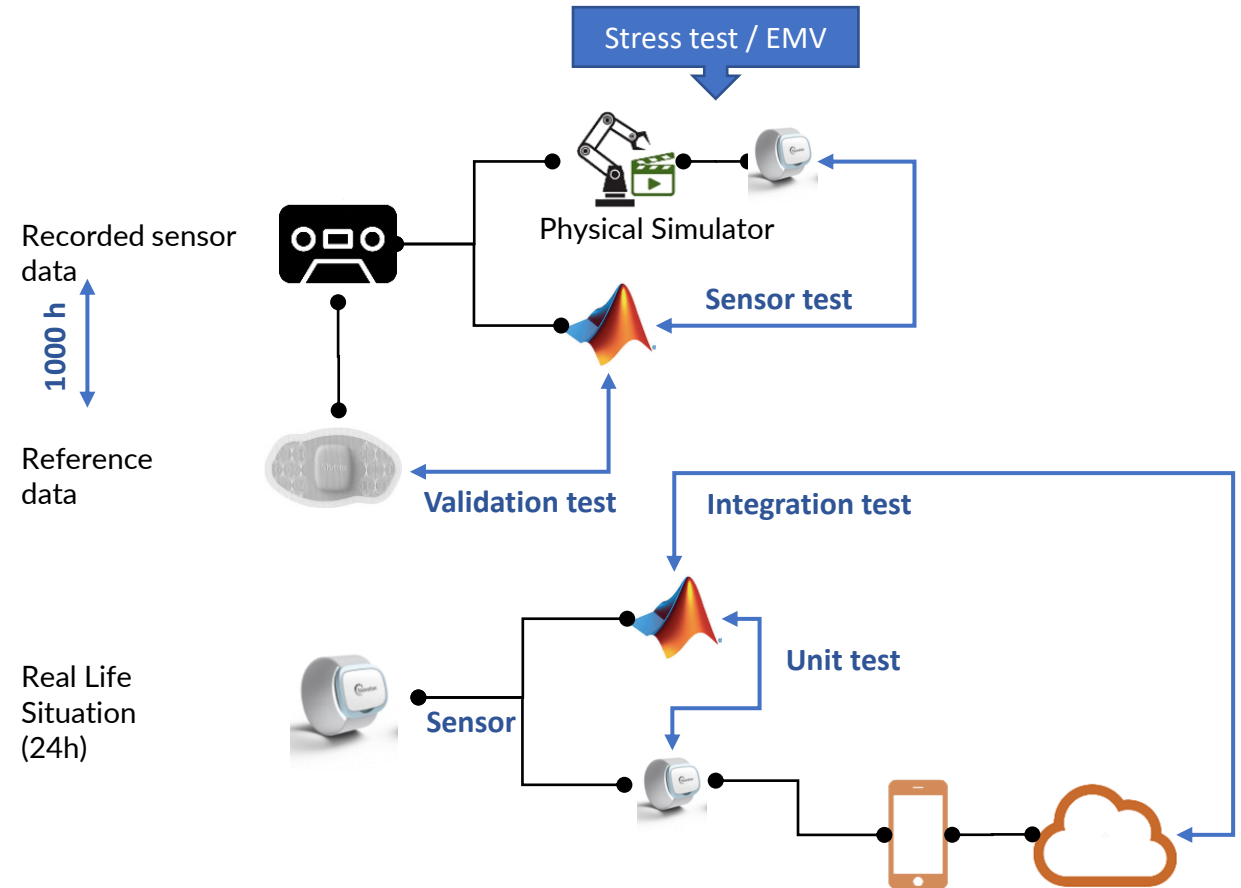 Stress test / EMV
Physical Simulator
Recorded sensor
data
Sensor test
1000 h
Reference
data
Validation test
Integration test
Unit test
Real Life
Situation
(24h)
Sensor